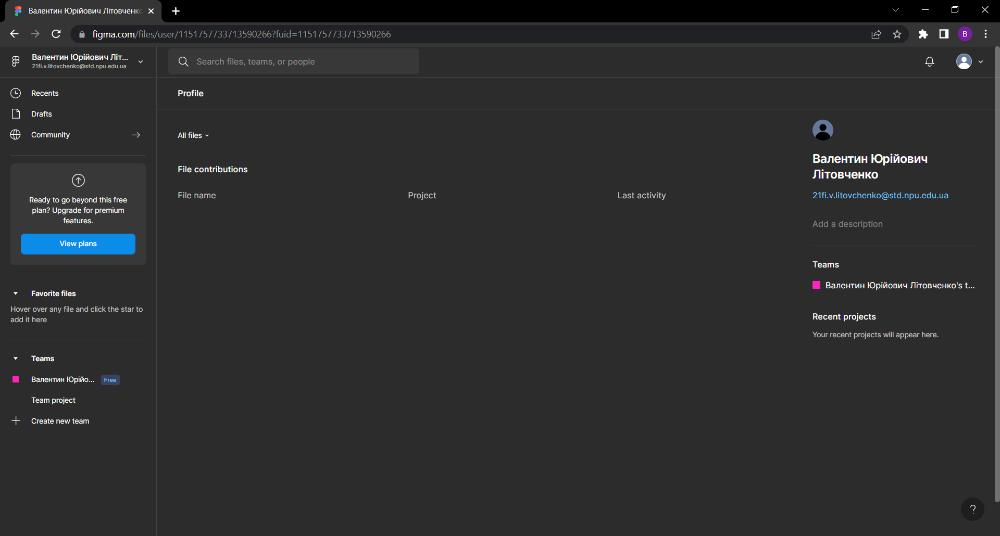 Валентин Юрійович Літовченко
figma.com/files/user/1151757733713590266?fuid=1151757733713590266
B
Валентин Юрійович Літ...
21fi.v.litovchenko@std.npu.edu.ua
Search files, teams, or people
Recents
Drafts
Community
Ready to go beyond this free
plan? Upgrade for premium
features.
View plans
Favorite files
Hover over any file and click the star to
add it here
Teams
Валентин Юрійо... Free
Team project
Create new team
Profile
All files
File contributions
File name Project Last activity
Валентин Юрійович
Літовченко
21fi.v.litovchenko@std.npu.edu.ua
Add a description
Teams
Валентин Юрійович Літовченко's t...
Recent projects
Your recent projects will appear here.
?